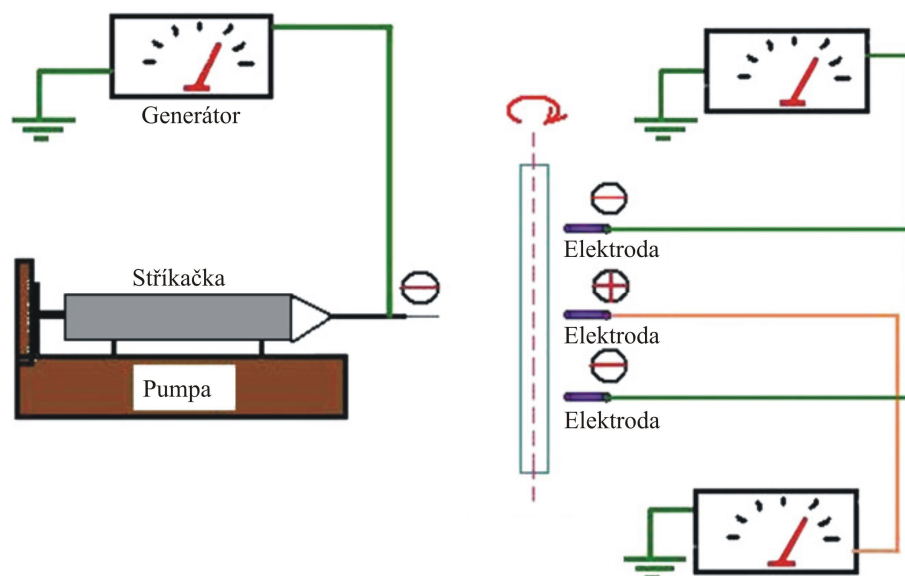 Generátor
Stříkačka
Pumpa
Elektroda
Elektroda
Elektroda